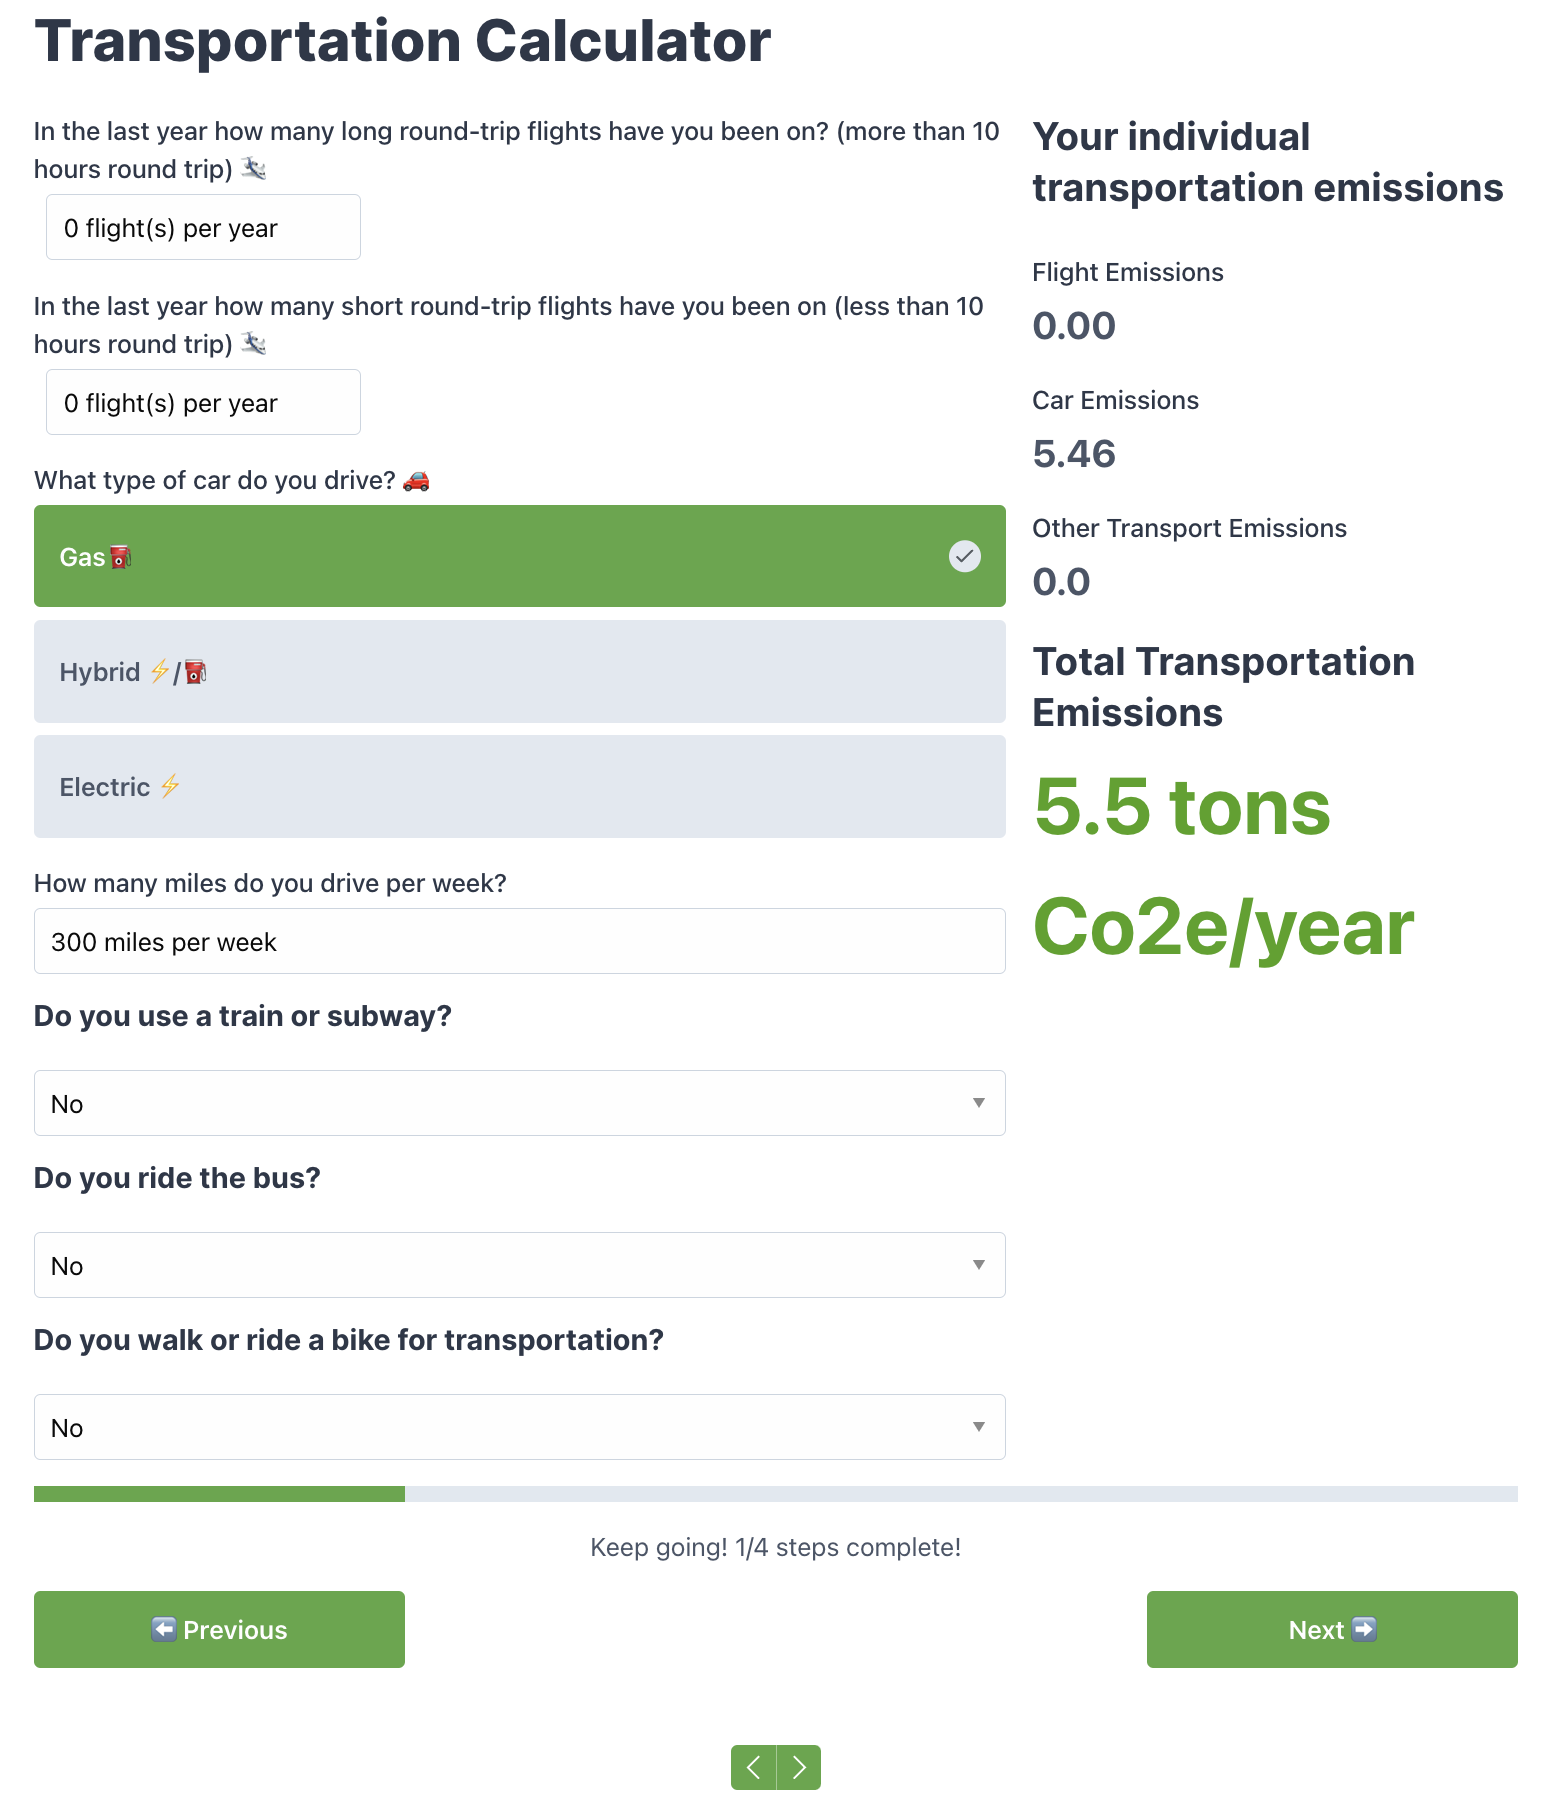 Transportation Calculator
In the last year how many long round-trip flights have you been on? (more than 10
hours round trip) 🛬
0 flight(s) per year
In the last year how many short round-trip flights have you been on (less than 10
hours round trip) 🛬
0 flight(s) per year
What type of car do you drive? 🚗
Gas⛽
Hybrid ⚡/⛽
Electric ⚡
How many miles do you drive per week?
300 miles per week
Do you use a train or subway?
No
Do you ride the bus?
No
Do you walk or ride a bike for transportation?
No
Your individual
transportation emissions
Flight Emissions
0.00
Car Emissions
5.46
Other Transport Emissions
0.0
Total Transportation
Emissions
5.5 tons
Co2e/year
Keep going! 1/4 steps complete!
⬅️ Previous
Next ➡️